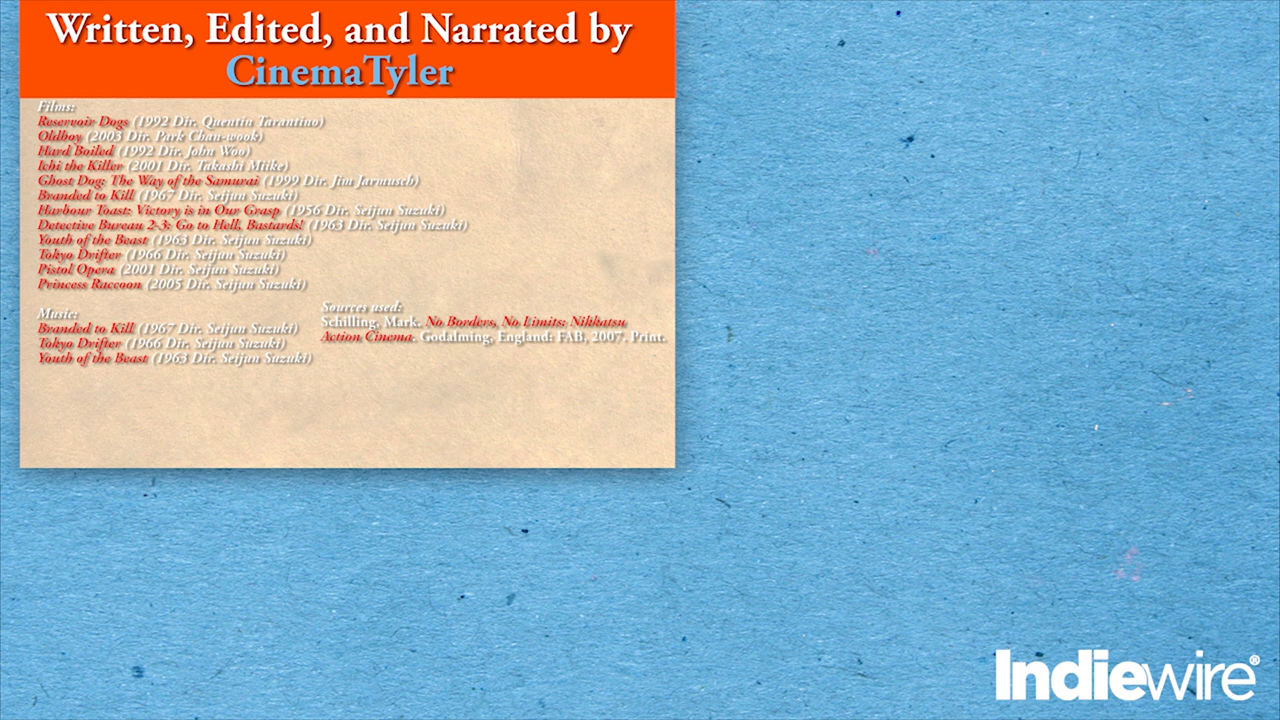 Written, Edited, and Narrated by
CinemaTyler
Films:
Reservoir Dogs (1992 Dir. Quentin Tarantino)
Oldboy (2003 Dir. Park Chan-wook)
Hard Boiled (1992 Dir. John Woo)
Ichi the Killer (2001 Dir. Takashi Miike)
Ghost Dog: The Way of the Samurai (1999 Dir. Jim Jarmusch)
Branded to Kill (1967 Dir. Seijun Suzuki)
Harbour Toast: Victory is in Our Grasp (1956 Dir. Seijun Suzuki)
Detective Bureau 2-3: Go to Hell, Bastards! (1963 Dir. Seijun Suzuki)
Youth of the Beast (1963 Dir. Seijun Suzuki)
Tokyo Drifter (1966 Dir. Seijun Suzuki)
Pistol Opera (2001 Dir. Seijun Suzuki)
Princess Raccoon (2005 Dir. Seijun Suzuki)
Music:
Branded to Kill (1967 Dir. Seijun Suzuki)
Tokyo Drifter (1966 Dir. Seijun Suzuki)
Youth of the Beast (1963 Dir. Seijun Suzuki)
Sources used:
Schilling, Mark. No Borders, No Limits: Nikkatsu
Action Cinema. Godalming, England: FAB, 2007. Print.
Indiewire®